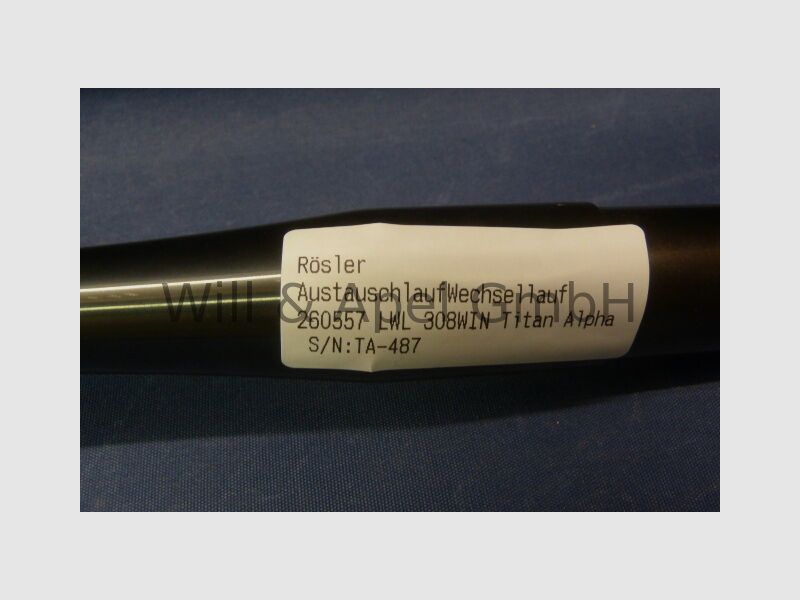 Rösler
AustauschlaufWechsellauf
Will & Apel GmbH
260557 LWL 308WIN Titan Alpha
S/N:TA-487